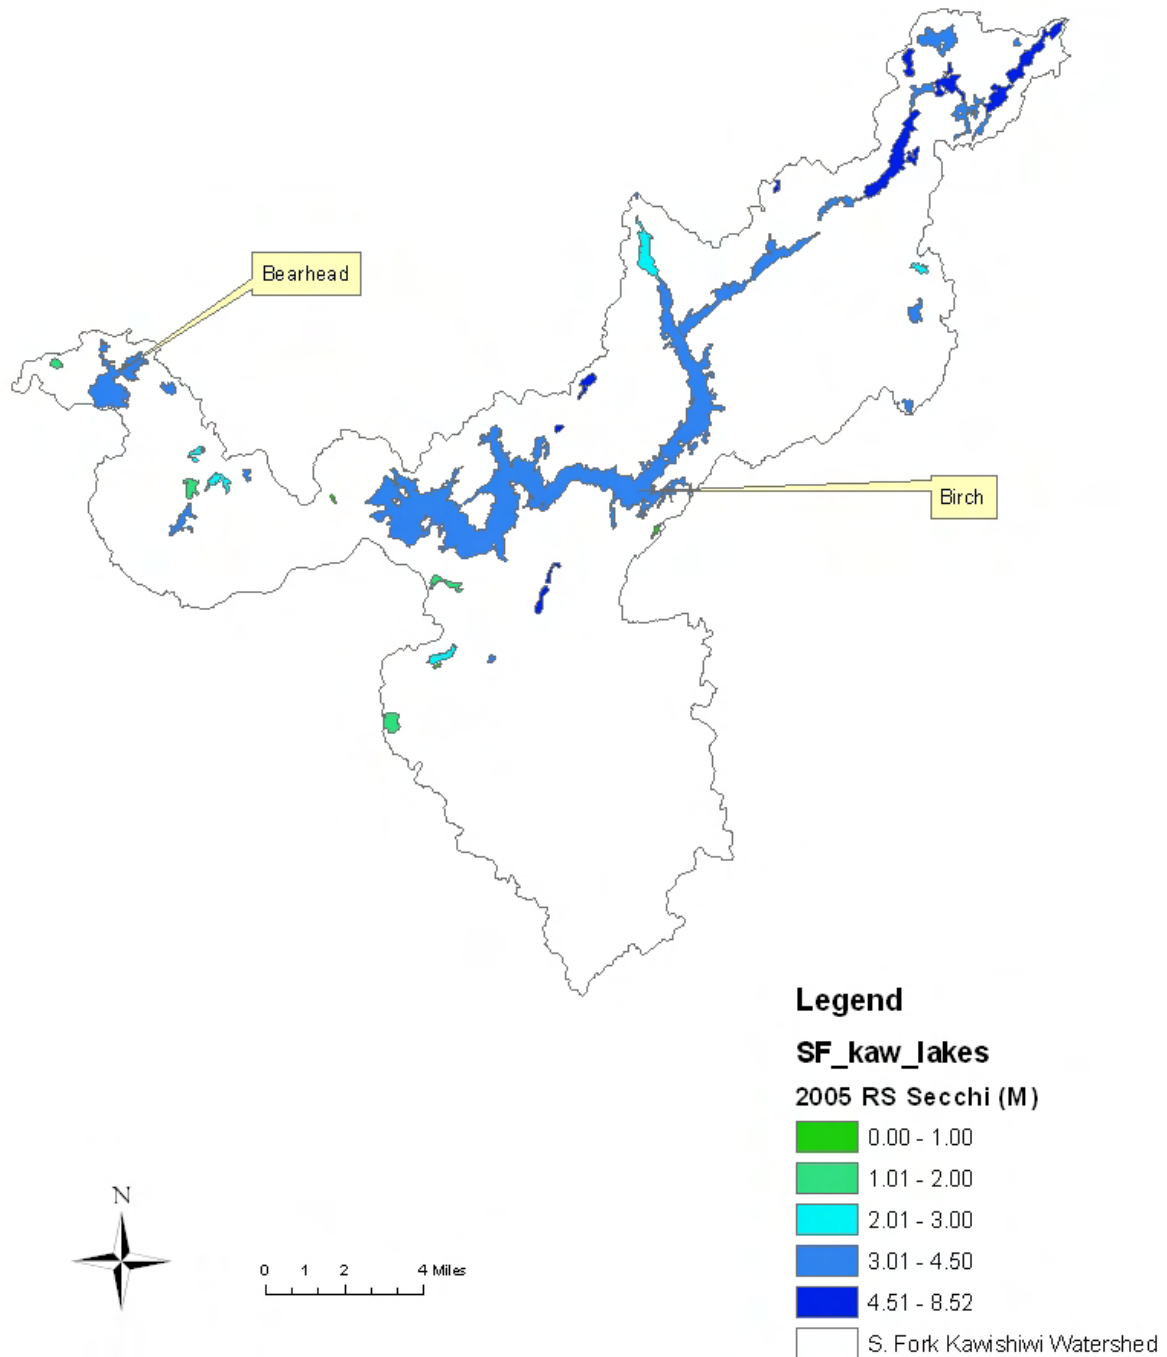 Bearhead
Birch
Legend
SF_kaw_lakes
2005 RS Secchi (M)
0.00 - 1.00
1.01 - 2.00
2.01 - 3.00
3.01 - 4.50
4.51 - 8.52
S. Fork Kawishiwi Watershed
N
0 1 2 4 Miles